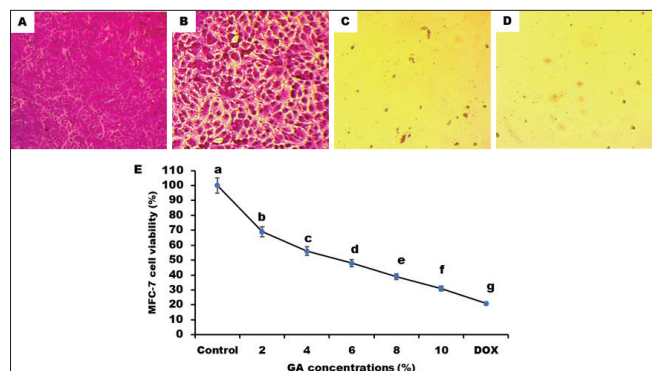 A
B
C
D
E
110
100
90
80
70
60
50
40
30
20
10
0
MFC-7 cell viability (%)
a
b
c
d
e
f
g
Control 2 4 6 8 10 DOX
GA concentrations (%)